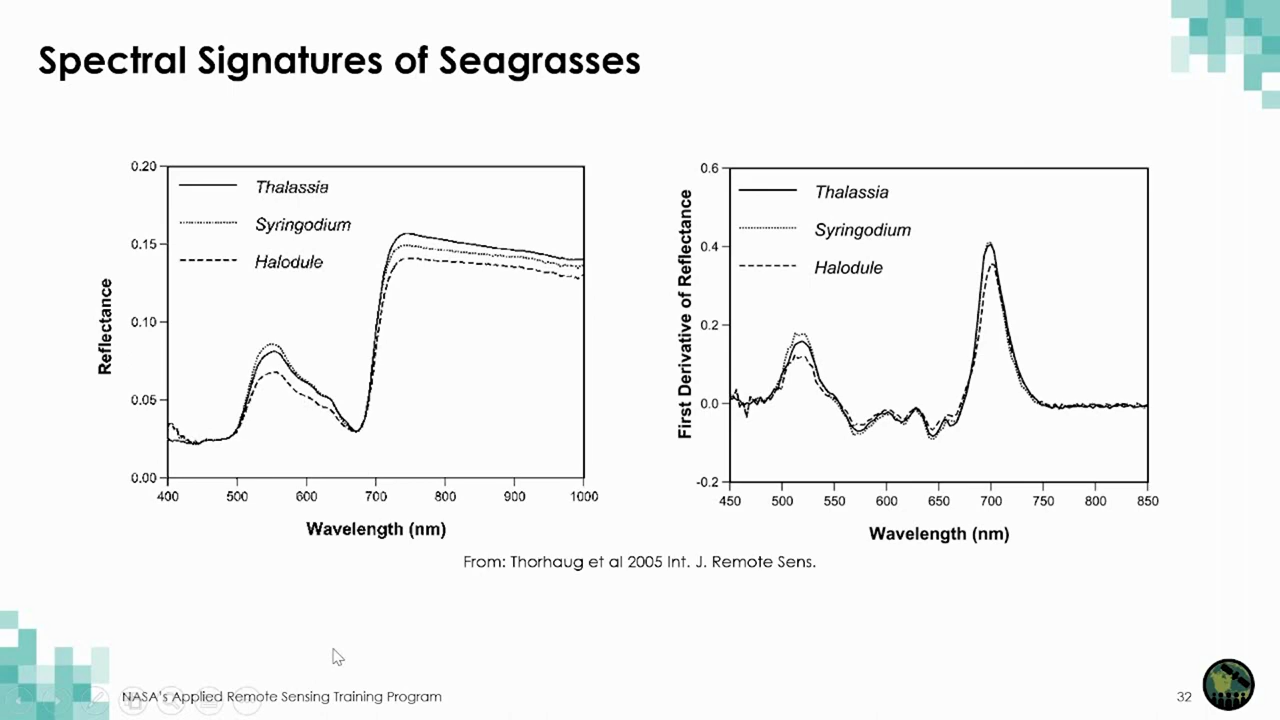 Spectral Signatures of Seagrasses
0.20
0.15
0.10
0.05
0.00
Reflectance
Thalassia
Syringodium
Halodule
400 500 600 700 800 900 1000
Wavelength (nm)
0.6
0.4
0.2
0.0
-0.2
First Derivative of Reflectance
Thalassia
Syringodium
Halodule
450 500 550 600 650 700 750 800 850
Wavelength (nm)
From: Thorhaug et al 2005 Int. J. Remote Sens.
NASA's Applied Remote Sensing Training Program
32